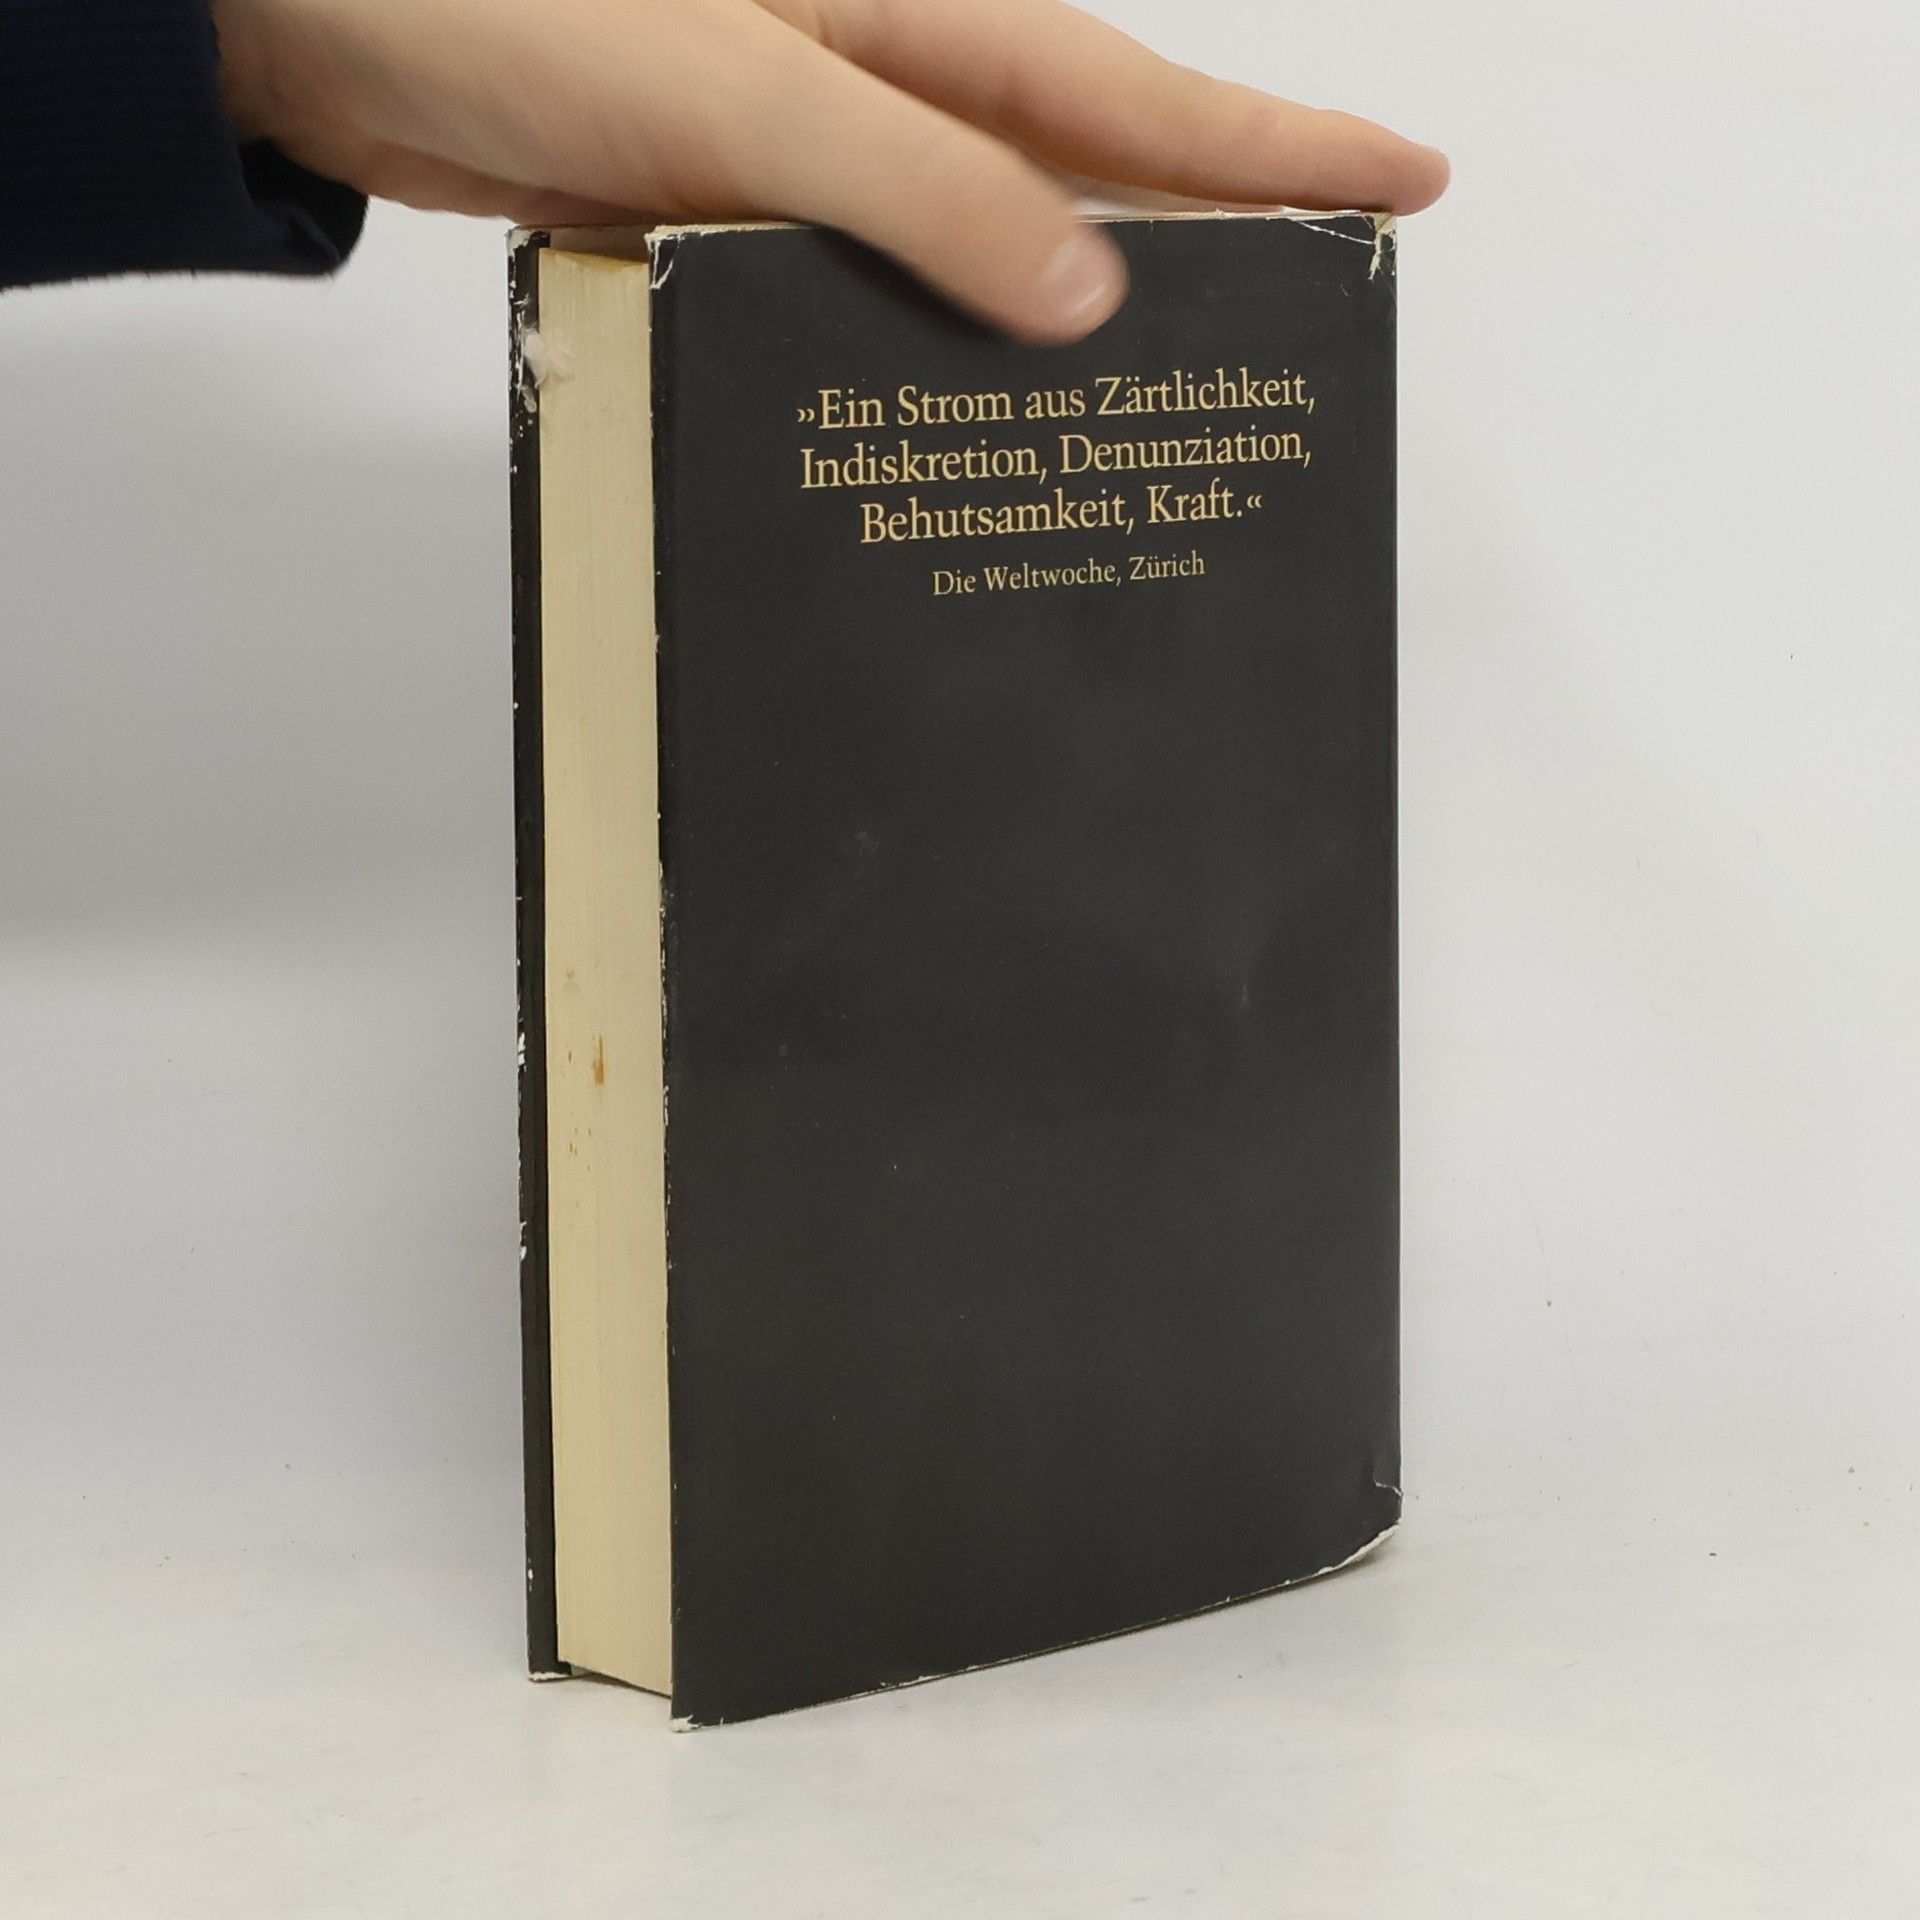 »Ein Strom aus Zärtlichkeit,
Indiskretion, Denunziation,
Behutsamkeit, Kraft.«
Die Weltwoche, Zürich